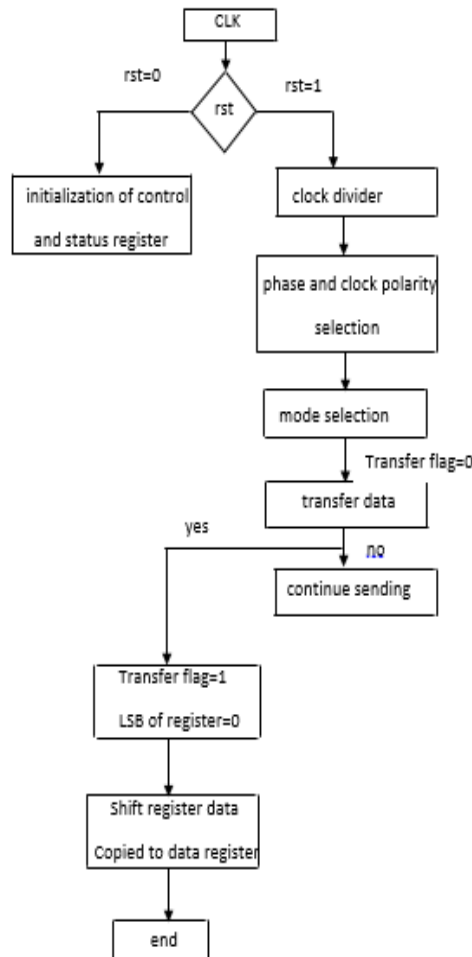 CLK
rst=0
rst
rst=1
initialization of control
and status register
clock divider
phase and clock polarity
selection
mode selection
Transfer flag=0
transfer data
yes
no
continue sending
Transfer flag=1
LSB of register=0
Shift register data
Copied to data register
end